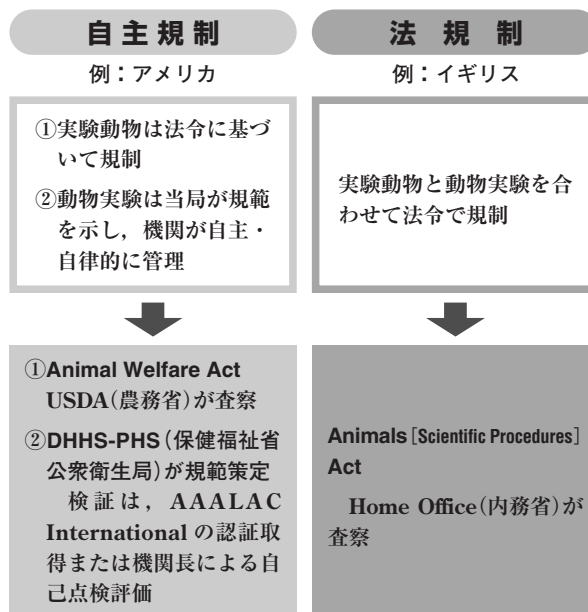 自主規制
例：アメリカ
①実験動物は法令に基づ
いて規制
②動物実験は当局が規範
を示し，機関が自主・
自律的に管理
①Animal Welfare Act
USDA（農務省）が査察
②DHHS-PHS（保健福祉省
公衆衛生局）が規範策定
検証は，AAALAC
International の認証取
得または機関長による自
己点検評価
法規制
例：イギリス
実験動物と動物実験を合
わせて法令で規制
Animals［Scientific Procedures］
Act
Home Office（内務省）が
査察